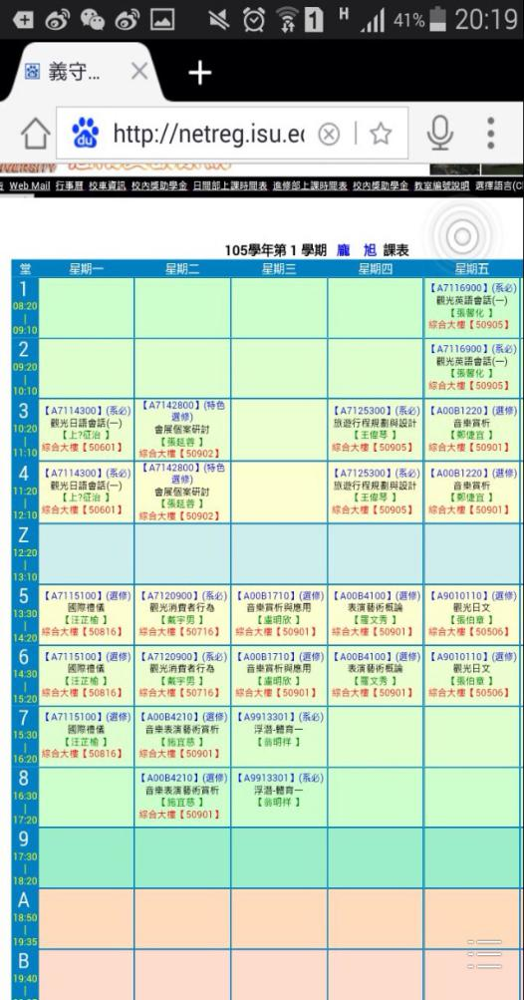 H 41% 20:19
義守...
http://netreg.isu.e
Web Mail 行事曆 校車資訊 校內獎助學金 日間部上課時間表 進修部上課時間表 校內獎助學金 教室編號說明 選擇語言(C
105學年第 1 學期 龐 旭 課表
堂 星期一 星期二 星期三 星期四 星期五
1
08:20
|
09:10
【A7116900】(系必)
觀光英語會話(一)
【張馨化 】
綜合大樓【50905】
2
09:20
|
10:10
【A7116900】(系必)
觀光英語會話(一)
【張馨化 】
綜合大樓【50905】
3
10:20
|
11:10
【A7114300】(系必)
觀光日語會話(一)
【上?征治 】
綜合大樓【50601】
【A7142800】(特色
選修)
會展個案研討
【張延蓉 】
綜合大樓【50902】
【A7125300】(系必)
旅遊行程規劃與設計
【王偉琴 】
綜合大樓【50905】
【A00B1220】(選修)
音樂賞析
【鄭倢宜 】
綜合大樓【50901】
4
11:20
|
12:10
【A7114300】(系必)
觀光日語會話(一)
【上?征治 】
綜合大樓【50601】
【A7142800】(特色
選修)
會展個案研討
【張延蓉 】
綜合大樓【50902】
【A7125300】(系必)
旅遊行程規劃與設計
【王偉琴 】
綜合大樓【50905】
【A00B1220】(選修)
音樂賞析
【鄭倢宜 】
綜合大樓【50901】
Z
12:20
|
13:10
5
13:30
|
14:20
【A7115100】(選修)
國際禮儀
【汪芷榆 】
綜合大樓【50816】
【A7120900】(系必)
觀光消費者行為
【戴宇男 】
綜合大樓【50716】
【A00B1710】(選修)
音樂賞析與應用
【盧明欣 】
綜合大樓【50901】
【A00B4100】(選修)
表演藝術概論
【羅文秀 】
綜合大樓【50901】
【A9010110】(選修)
觀光日文
【張伯章 】
綜合大樓【50506】
6
14:30
|
15:20
【A7115100】(選修)
國際禮儀
【汪芷榆 】
綜合大樓【50816】
【A7120900】(系必)
觀光消費者行為
【戴宇男 】
綜合大樓【50716】
【A00B1710】(選修)
音樂賞析與應用
【盧明欣 】
綜合大樓【50901】
【A00B4100】(選修)
表演藝術概論
【羅文秀 】
綜合大樓【50901】
【A9010110】(選修)
觀光日文
【張伯章 】
綜合大樓【50506】
7
15:30
|
16:20
【A7115100】(選修)
國際禮儀
【汪芷榆 】
綜合大樓【50816】
【A00B4210】(選修)
音樂表演藝術賞析
【施宜慈 】
綜合大樓【50901】
【A9913301】(系必)
浮潛-體育一
【翁明祥 】
8
16:30
|
17:20
【A00B4210】(選修)
音樂表演藝術賞析
【施宜慈 】
綜合大樓【50901】
【A9913301】(系必)
浮潛-體育一
【翁明祥 】
9
17:30
|
18:20
A
18:50
|
19:35
B
19:40
|